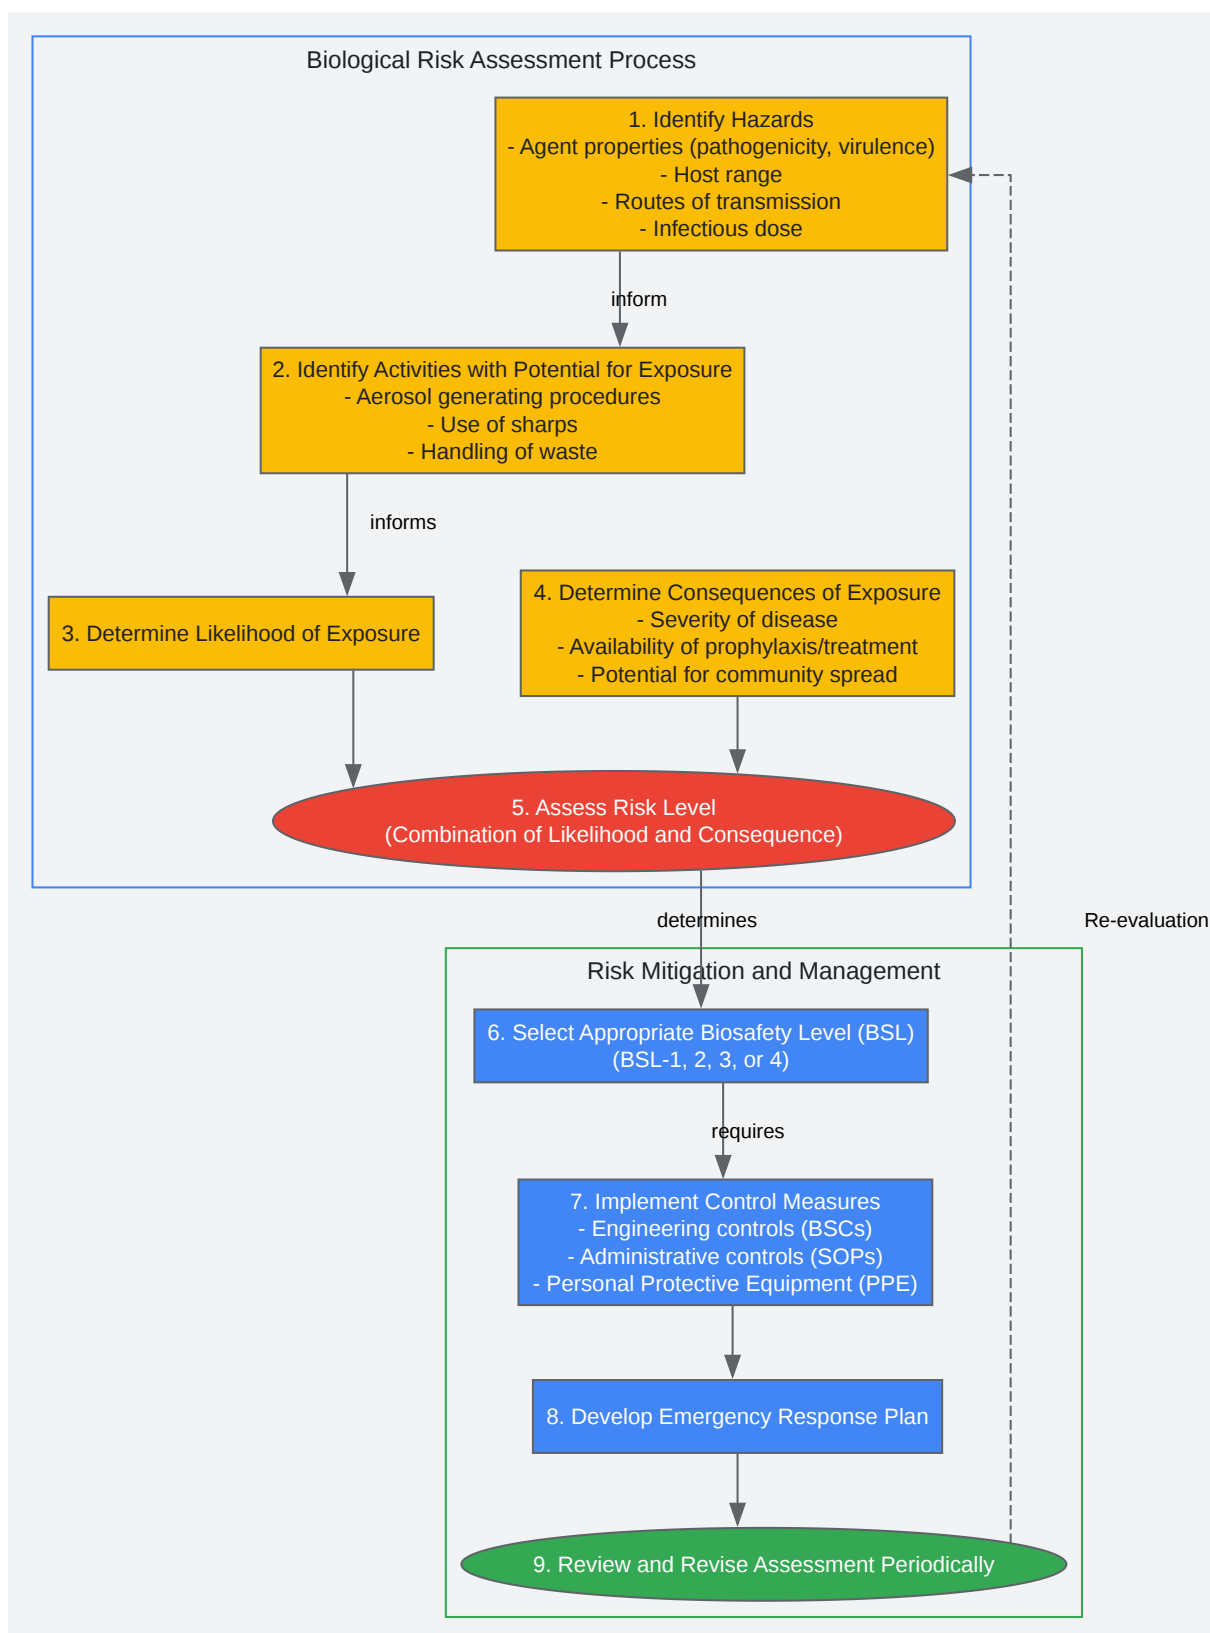 Biological Risk Assessment Process
1. Identify Hazards
- Agent properties (pathogenicity, virulence)
- Host range
- Routes of transmission
- Infectious dose
inform
2. Identify Activities with Potential for Exposure
- Aerosol generating procedures
- Use of sharps
- Handling of waste
informs
3. Determine Likelihood of Exposure
4. Determine Consequences of Exposure
- Severity of disease
- Availability of prophylaxis/treatment
- Potential for community spread
5. Assess Risk Level
(Combination of Likelihood and Consequence)
determines
Re-evaluation
Risk Mitigation and Management
6. Select Appropriate Biosafety Level (BSL)
(BSL-1, 2, 3, or 4)
requires
7. Implement Control Measures
- Engineering controls (BSCs)
- Administrative controls (SOPs)
- Personal Protective Equipment (PPE)
8. Develop Emergency Response Plan
9. Review and Revise Assessment Periodically